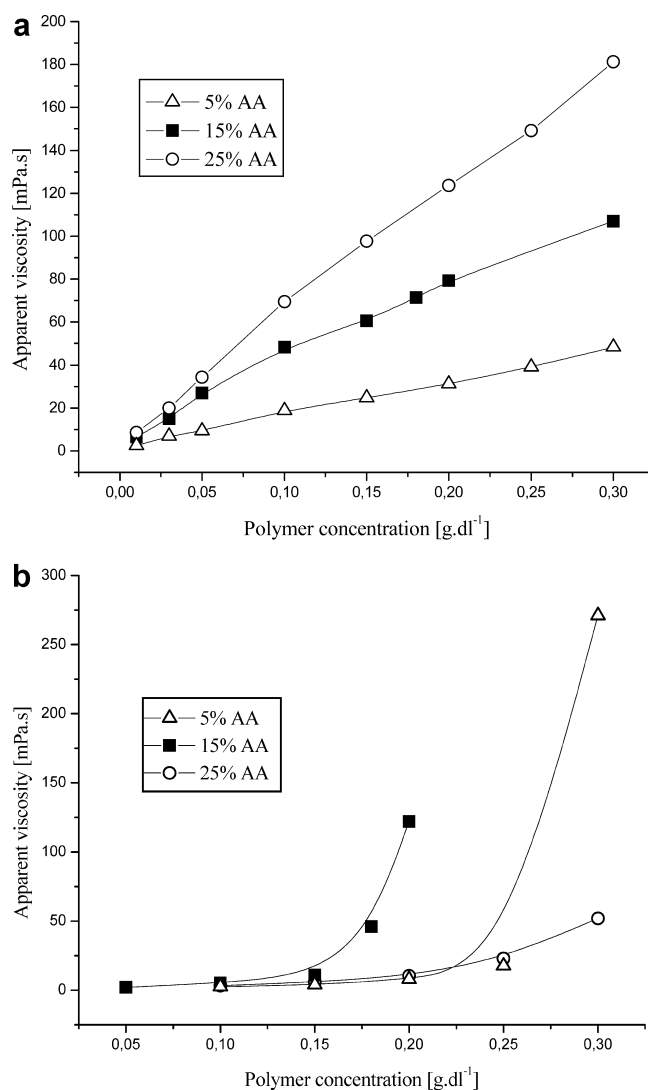 a
200
180
160
140
120
100
80
60
40
20
0
Apparent viscosity [mPa.s]
5% AA
15% AA
25% AA
0,00 0,05 0,10 0,15 0,20 0,25 0,30
Polymer concentration [g.dl⁻¹]
b
300
250
200
150
100
50
0
Apparent viscosity [mPa.s]
5% AA
15% AA
25% AA
0,05 0,10 0,15 0,20 0,25 0,30
Polymer concentration [g.dl⁻¹]